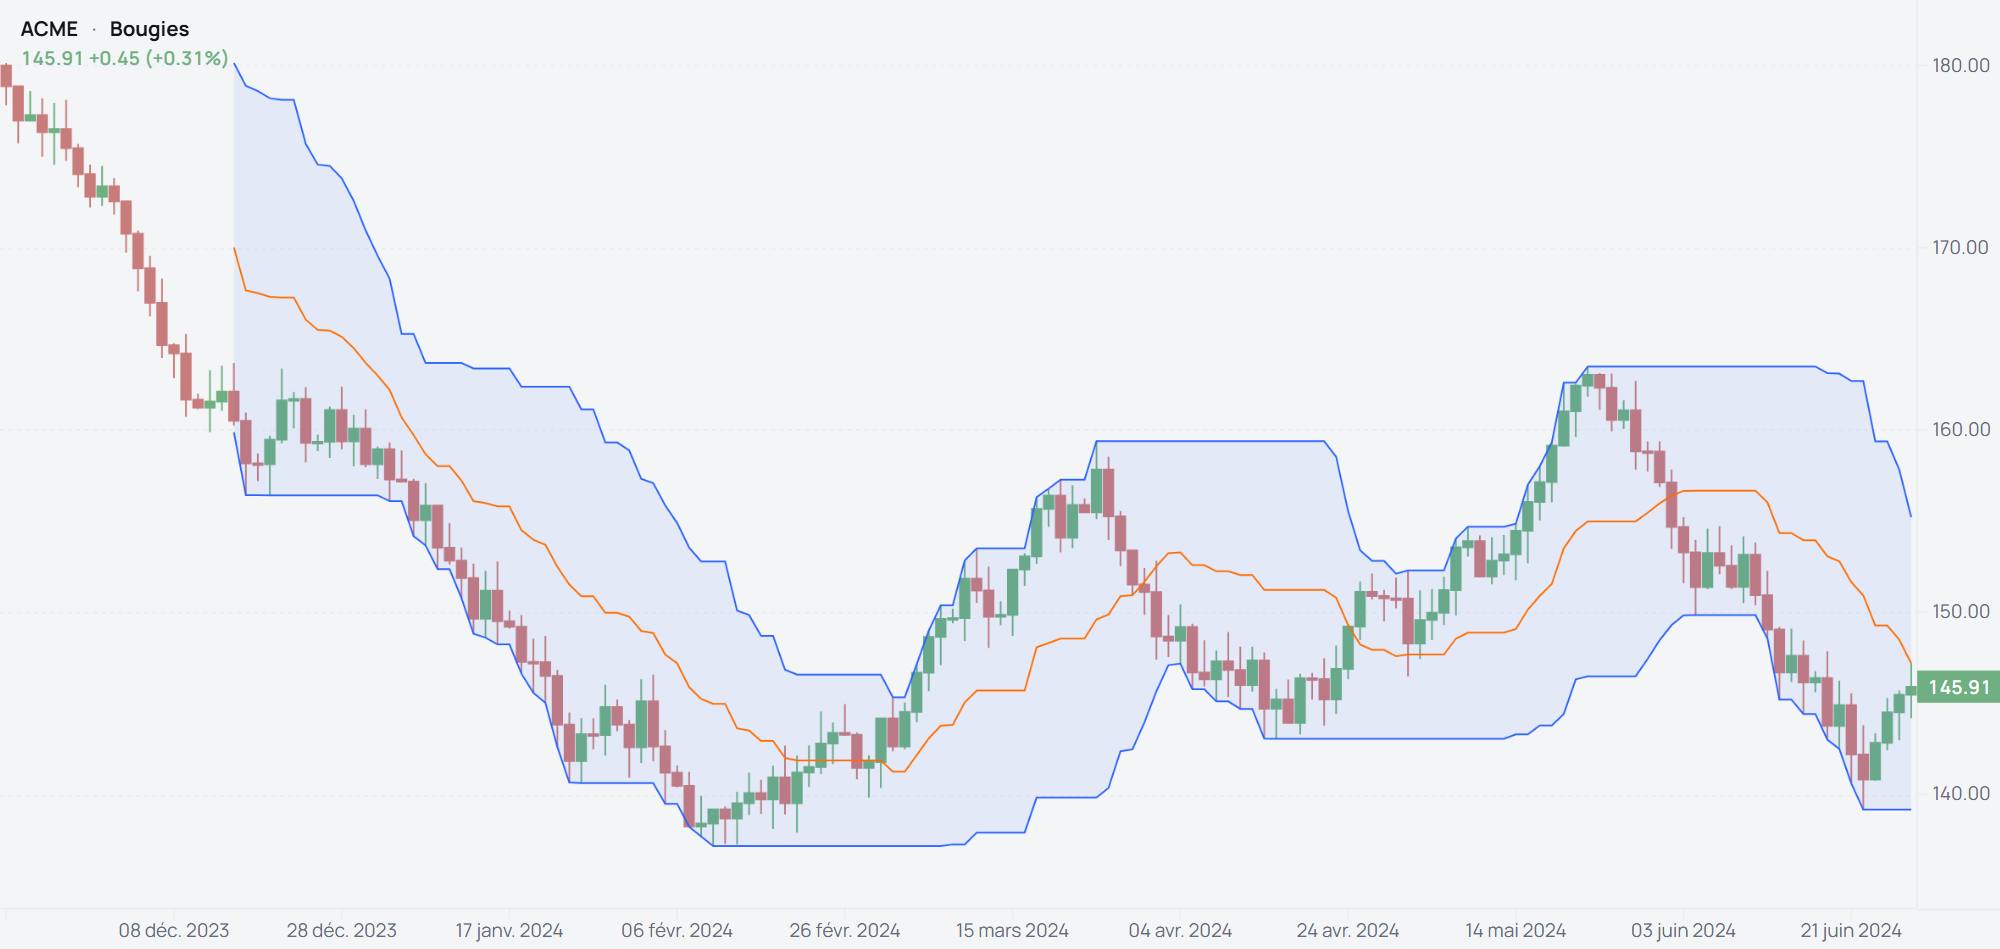 ACME · Bougies
145.91 +0.45 (+0.31%)
180.00
170.00
160.00
150.00
145.91
140.00
08 déc. 2023
28 déc. 2023
17 janv. 2024
06 févr. 2024
26 févr. 2024
15 mars 2024
04 avr. 2024
24 avr. 2024
14 mai 2024
03 juin 2024
21 juin 2024